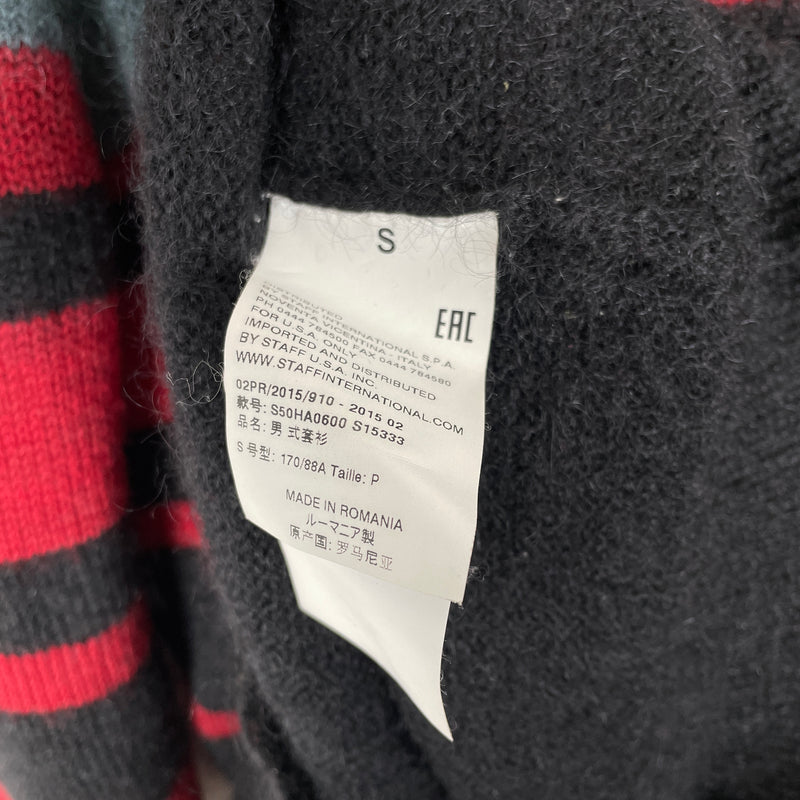 S
EAC
DISTRIBUTED
BY STAFF INTERNATIONAL S.P.A.
NOVENTA VICENTINA - ITALY
PH 0444 784500 FAX 0444 784580
FOR U.S.A. ONLY
IMPORTED AND DISTRIBUTED
BY STAFF U.S.A. INC.
WWW.STAFFINTERNATIONAL.COM
02PR/2015/910 - 2015 02
款号: S50HA0600 S15333
品名: 男 式套衫
S 号型: 170/88A Taille: P
MADE IN ROMANIA
ルーマニア製
原产国: 罗马尼亚